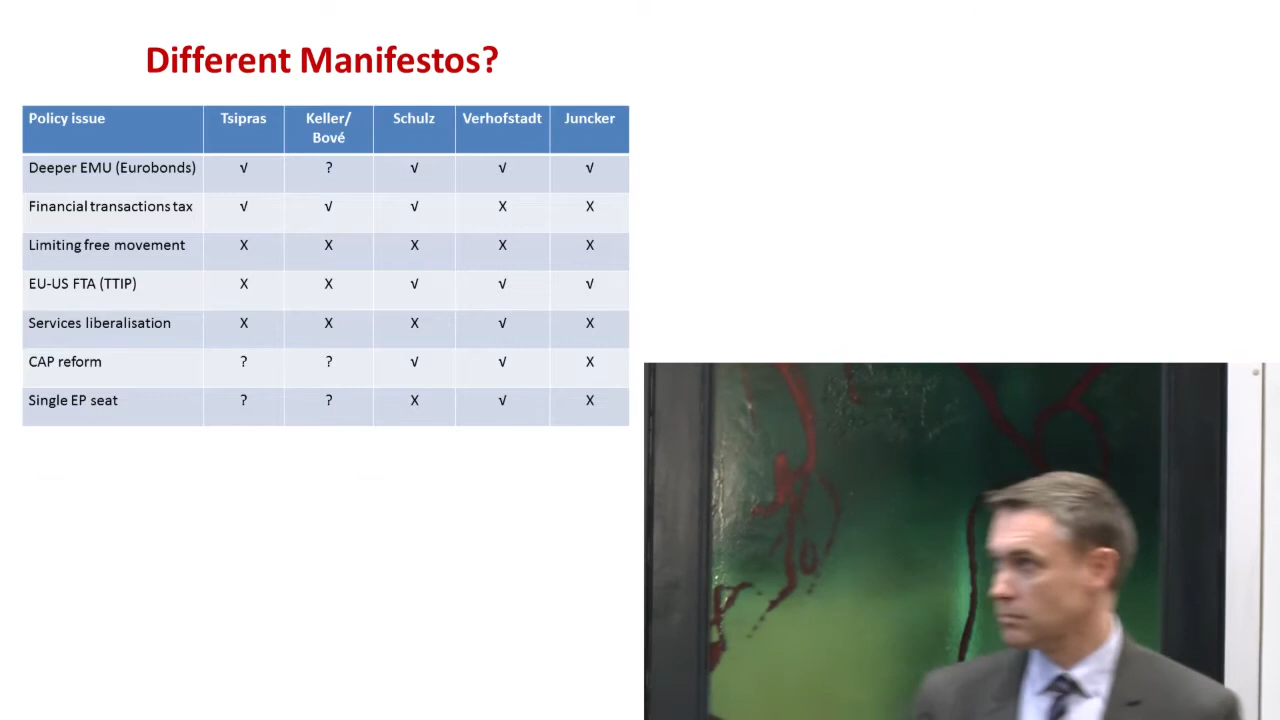 Different Manifestos?
Policy issue Tsipras Keller/ Bové Schulz Verhofstadt Juncker
Deeper EMU (Eurobonds) √ ? √ √ √
Financial transactions tax √ √ √ X X
Limiting free movement X X X X X
EU-US FTA (TTIP) X X √ √ √
Services liberalisation X X X √ X
CAP reform ? ? √ √ X
Single EP seat ? ? X √ X